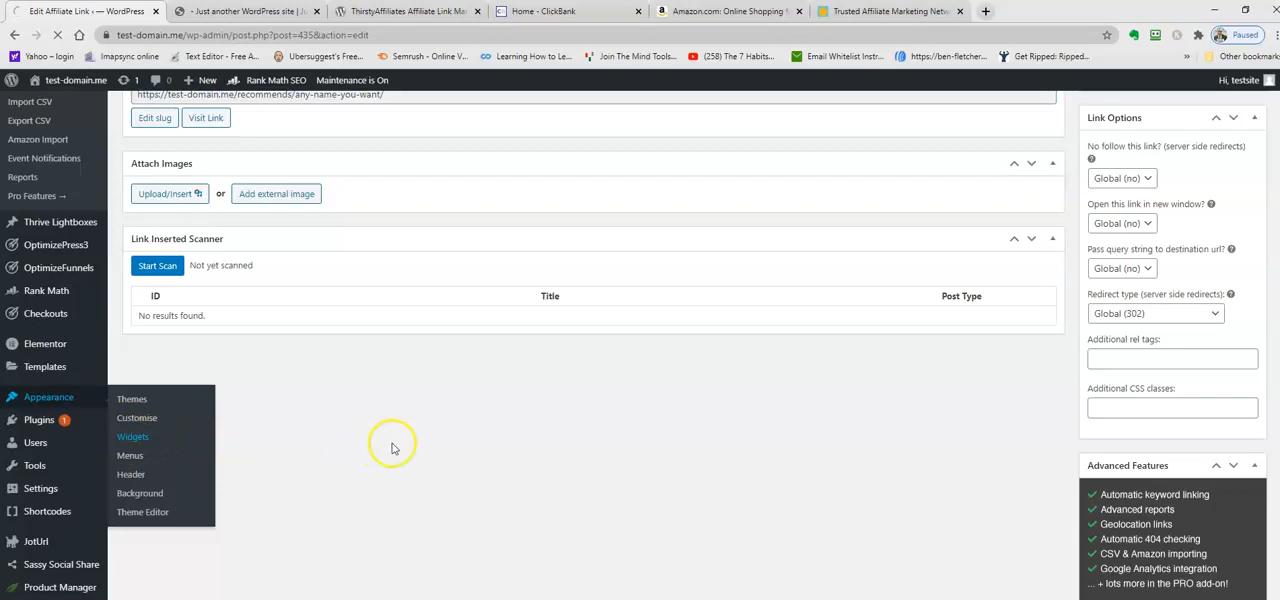 Edit Affiliate Link ‹ — WordPress
- Just another WordPress site | Ju
ThirstyAffiliates Affiliate Link Ma
Home - ClickBank
Amazon.com: Online Shopping
Trusted Affiliate Marketing Netw
test-domain.me/wp-admin/post.php?post=435&action=edit
Paused
Yahoo – login
Imapsync online
Text Editor - Free A...
Ubersuggest's Free...
Semrush - Online V...
Learning How to Le...
Join The Mind Tools...
(258) The 7 Habits...
Email Whitelist Instr...
https://ben-fletcher...
Get Ripped: Ripped...
»
Other bookmark
test-domain.me
1
0
New
Rank Math SEO
Maintenance is On
Hi, testsite
Import CSV
Export CSV
Amazon Import
Event Notifications
Reports
Pro Features →
Thrive Lightboxes
OptimizePress3
OptimizeFunnels
Rank Math
Checkouts
Elementor
Templates
Appearance
Plugins 1
Users
Tools
Settings
Shortcodes
JotUrl
Sassy Social Share
Product Manager
Themes
Customise
Widgets
Menus
Header
Background
Theme Editor
https://test-domain.me/recommends/any-name-you-want/
Edit slug
Visit Link
Attach Images
Upload/Insert or Add external image
Link Inserted Scanner
Start Scan Not yet scanned
ID Title Post Type
No results found.
Link Options
No follow this link? (server side redirects)
?
Global (no)
Open this link in new window? ?
Global (no)
Pass query string to destination url? ?
Global (no)
Redirect type (server side redirects): ?
Global (302)
Additional rel tags:
Additional CSS classes:
Advanced Features
Automatic keyword linking
Advanced reports
Geolocation links
Automatic 404 checking
CSV & Amazon importing
Google Analytics integration
... + lots more in the PRO add-on!